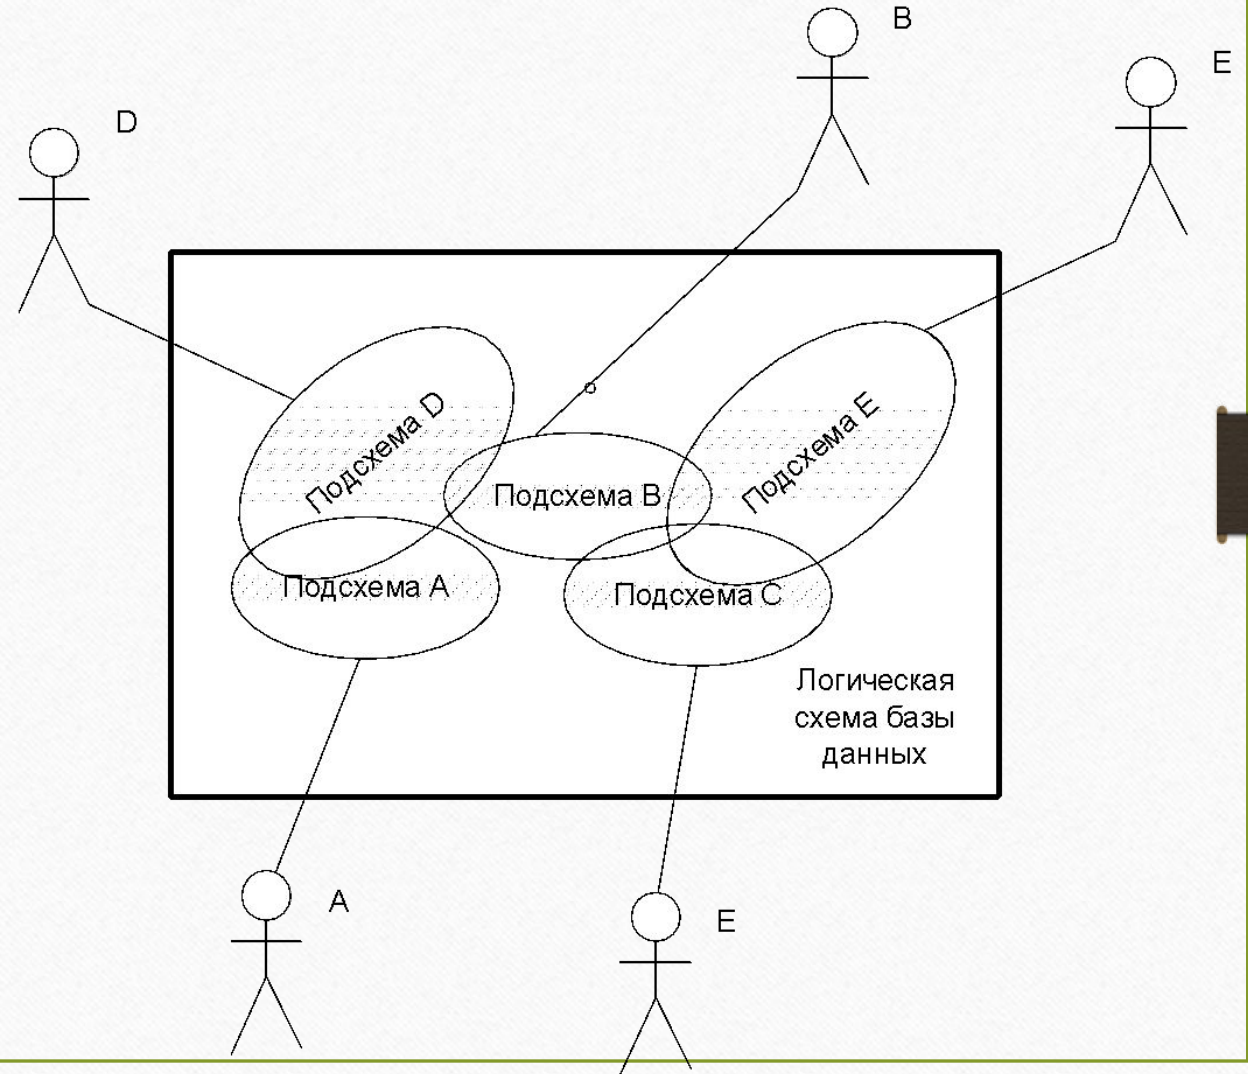 B
E
D
Подсхема D
Подсхема E
Подсхема B
Подсхема A
Подсхема C
Логическая
схема базы
данных
A
E